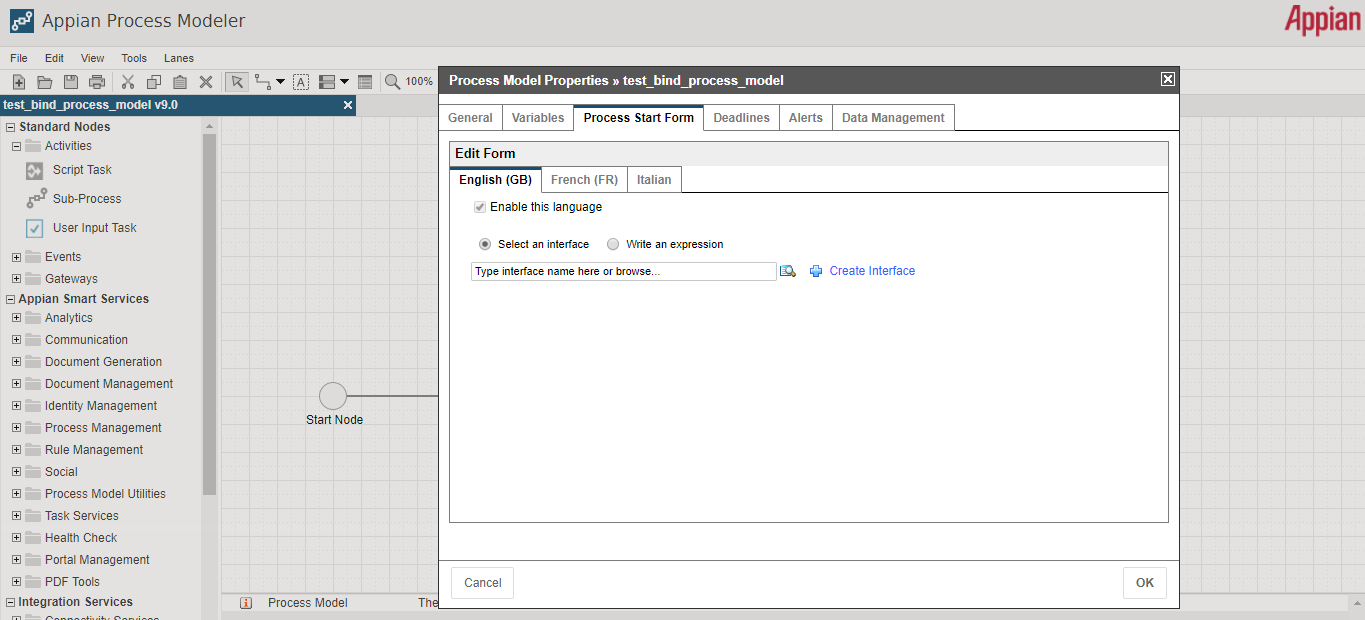 Appian Process Modeler
Appian
File Edit View Tools Lanes
A 100%
test_bind_process_model v9.0
Standard Nodes
Activities
Script Task
Sub-Process
User Input Task
Events
Gateways
Appian Smart Services
Analytics
Communication
Document Generation
Document Management
Identity Management
Process Management
Rule Management
Social
Process Model Utilities
Task Services
Health Check
Portal Management
PDF Tools
Integration Services
Connectivity Services
Start Node
Process Model The
Process Model Properties » test_bind_process_model
General Variables Process Start Form Deadlines Alerts Data Management
Edit Form
English (GB) French (FR) Italian
Enable this language
Select an interface Write an expression
Type interface name here or browse... Create Interface
Cancel OK